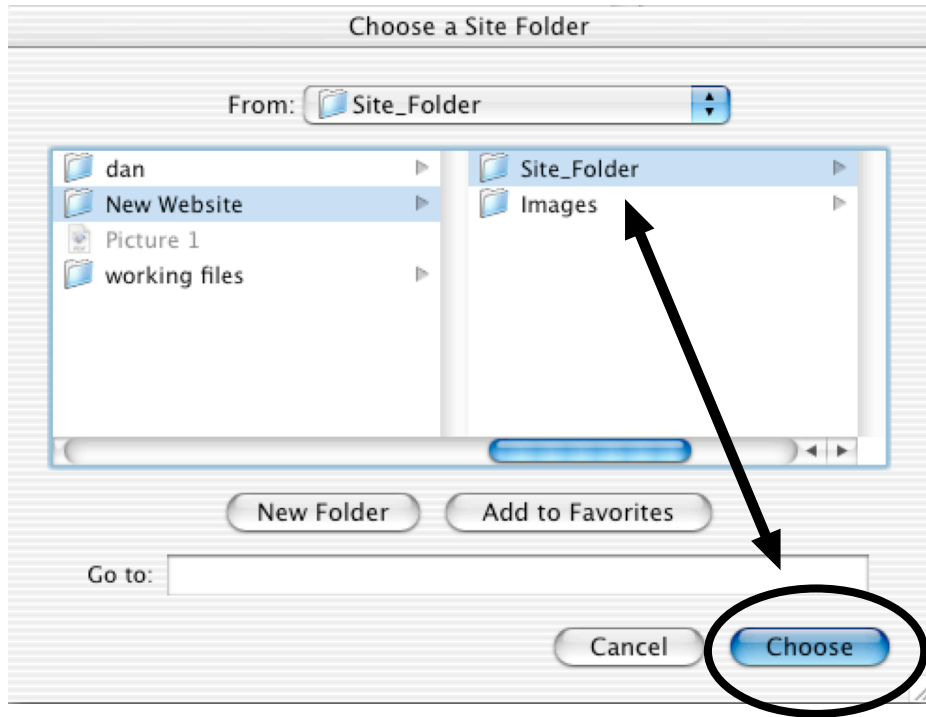 Choose a Site Folder
From: Site_Folder
dan
New Website
Picture 1
working files
Site_Folder
Images
New Folder
Add to Favorites
Go to:
Cancel
Choose